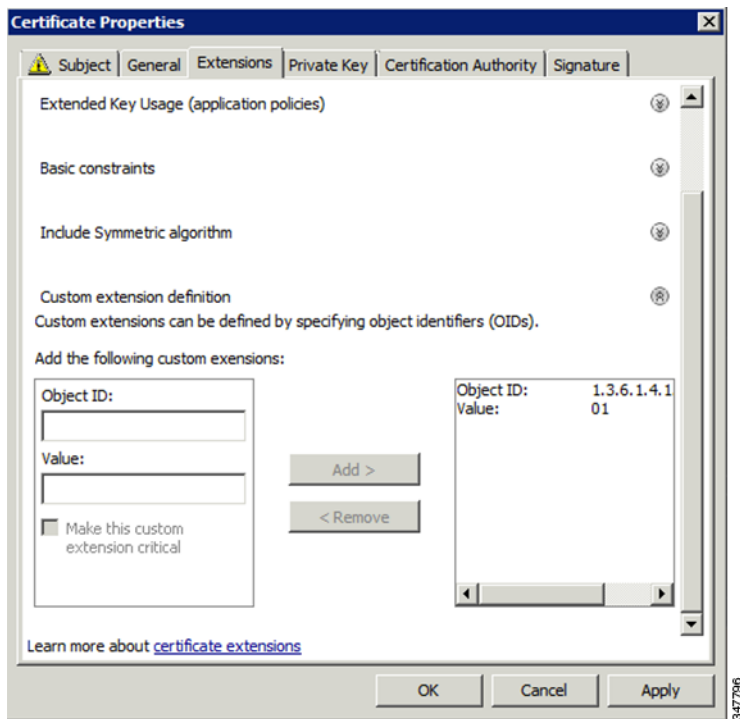 Certificate Properties
Subject General Extensions Private Key Certification Authority Signature
Extended Key Usage (application policies)
Basic constraints
Include Symmetric algorithm
Custom extension definition
Custom extensions can be defined by specifying object identifiers (OIDs).
Add the following custom exensions:
Object ID:
Value:
Make this custom
extension critical
Add >
< Remove
Object ID: 1.3.6.1.4.1
Value: 01
Learn more about certificate extensions
OK Cancel Apply
347796